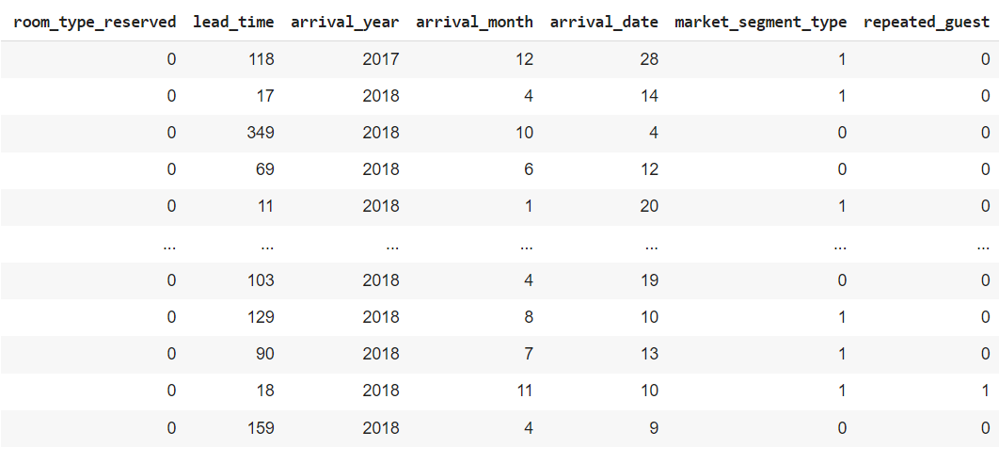 room_type_reserved lead_time arrival_year arrival_month arrival_date market_segment_type repeated_guest
0 118 2017 12 28 1 0
0 17 2018 4 14 1 0
0 349 2018 10 4 0 0
0 69 2018 6 12 0 0
0 11 2018 1 20 1 0
... ... ... ... ... ... ...
0 103 2018 4 19 0 0
0 129 2018 8 10 1 0
0 90 2018 7 13 1 0
0 18 2018 11 10 1 1
0 159 2018 4 9 0 0